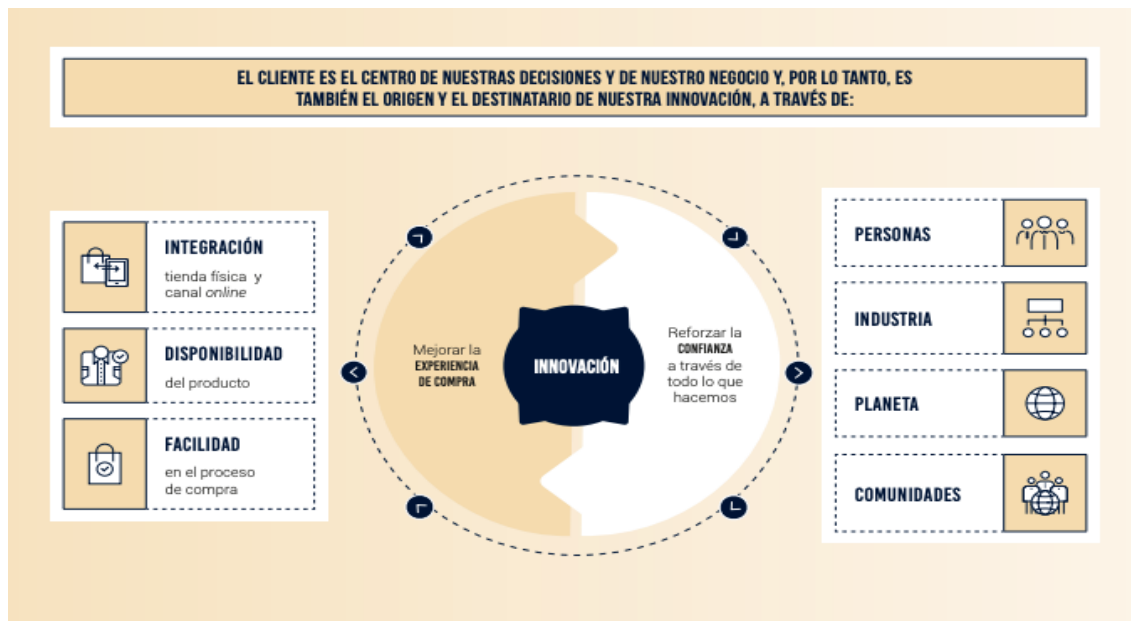 EL CLIENTE ES EL CENTRO DE NUESTRAS DECISIONES Y DE NUESTRO NEGOCIO Y, POR LO TANTO, ES
TAMBIÉN EL ORIGEN Y EL DESTINATARIO DE NUESTRA INNOVACIÓN, A TRAVÉS DE:
INTEGRACIÓN
tienda física y
canal online
DISPONIBILIDAD
del producto
FACILIDAD
en el proceso
de compra
Mejorar la
EXPERIENCIA
DE COMPRA
INNOVACIÓN
Reforzar la
CONFIANZA
a través de
todo lo que
hacemos
PERSONAS
INDUSTRIA
PLANETA
COMUNIDADES